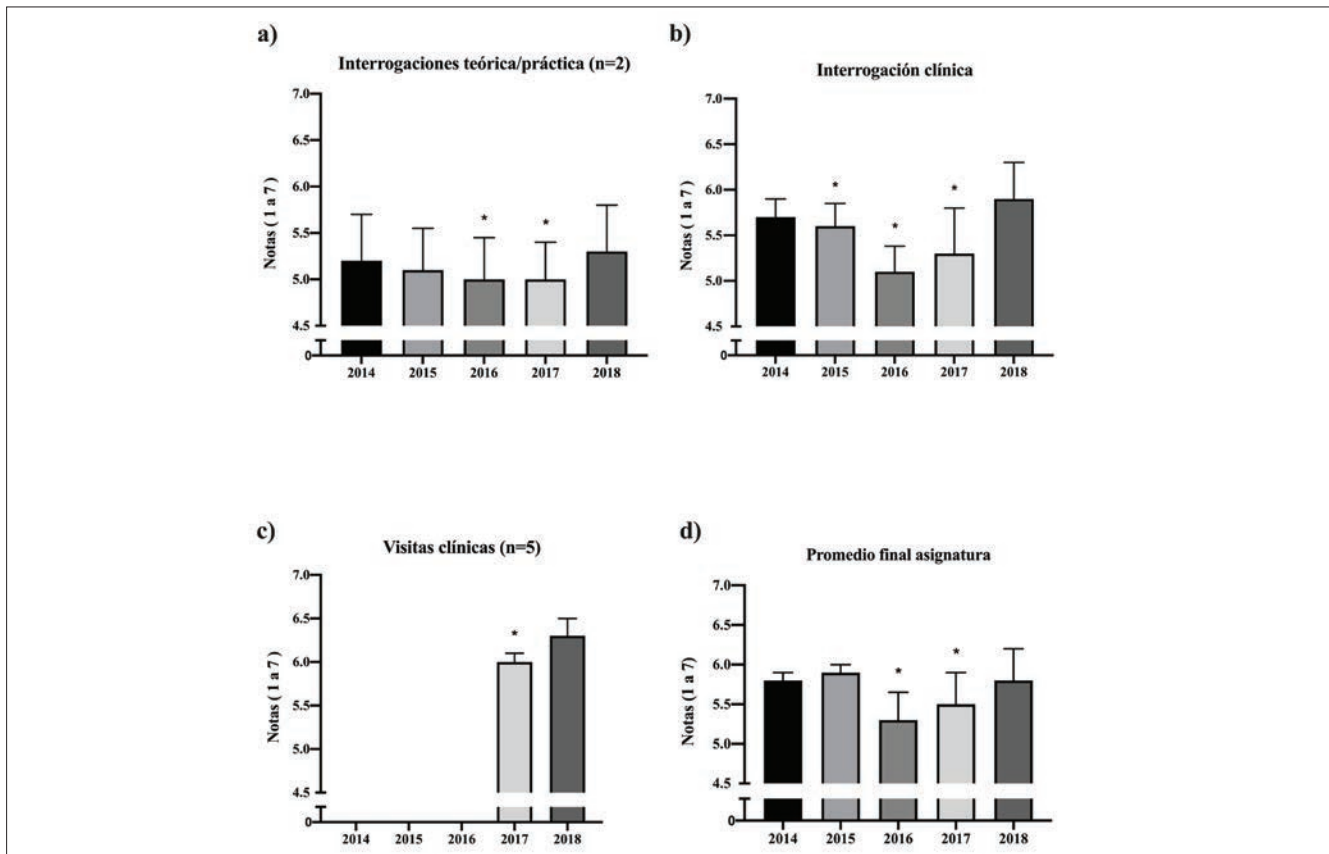 a)
Interrogaciones teórica/práctica (n=2)
Notas ( 1 a 7 )
7.0
6.5
6.0
5.5
5.0
4.5
0
2014 2015 2016 2017 2018
* *
b)
Interrogación clínica
Notas ( 1 a 7 )
7.0
6.5
6.0
5.5
5.0
4.5
0
2014 2015 2016 2017 2018
* * *
c)
Visitas clínicas (n=5)
Notas ( 1 a 7 )
7.0
6.5
6.0
5.5
5.0
4.5
0
2014 2015 2016 2017 2018
*
d)
Promedio final asignatura
Notas (1 a 7)
7.0
6.5
6.0
5.5
5.0
4.5
0
2014 2015 2016 2017 2018
* *